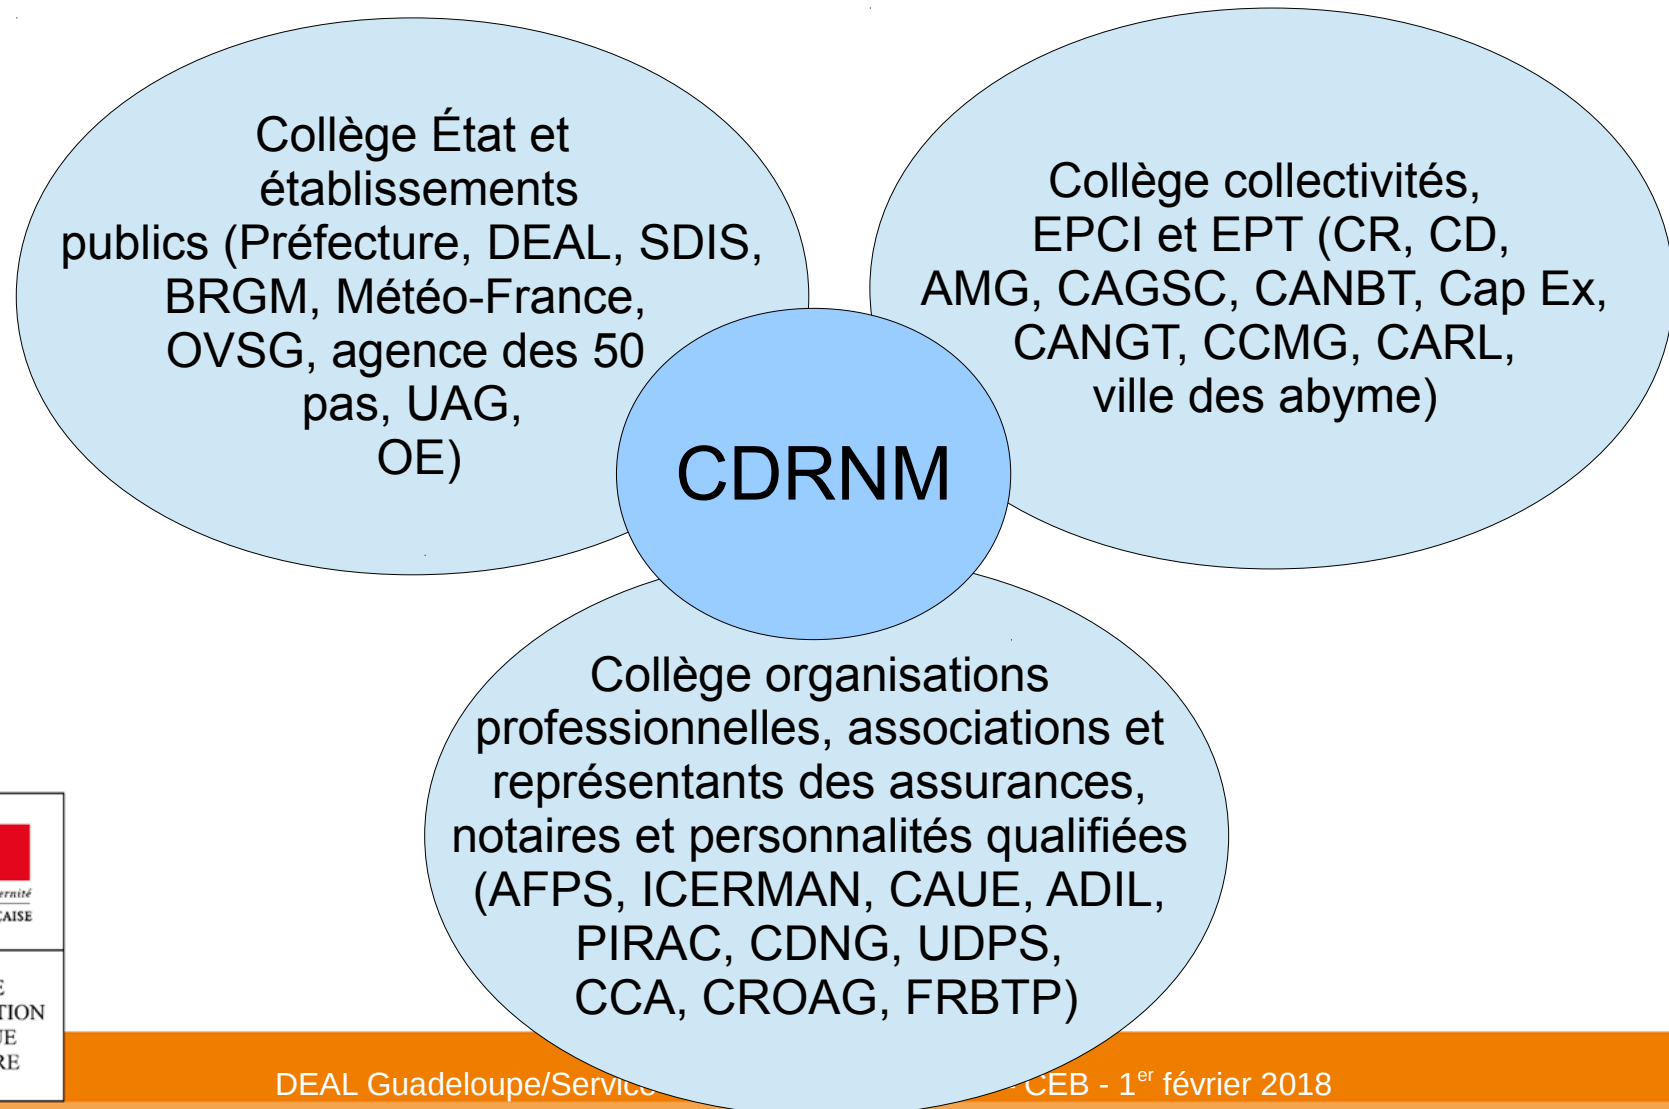 Collège État et
établissements
publics (Préfecture, DEAL, SDIS,
BRGM, Météo-France,
OVSG, agence des 50
pas, UAG,
OE)
Collège collectivités,
EPCI et EPT (CR, CD,
AMG, CAGSC, CANBT, Cap Ex,
CANGT, CCMG, CARL,
ville des abyme)
CDRNM
Collège organisations
professionnelles, associations et
représentants des assurances,
notaires et personnalités qualifiées
(AFPS, ICERMAN, CAUE, ADIL,
PIRAC, CDNG, UDPS,
CCA, CROAG, FRBTP)
DEAL Guadeloupe/Service CEB - 1er février 2018